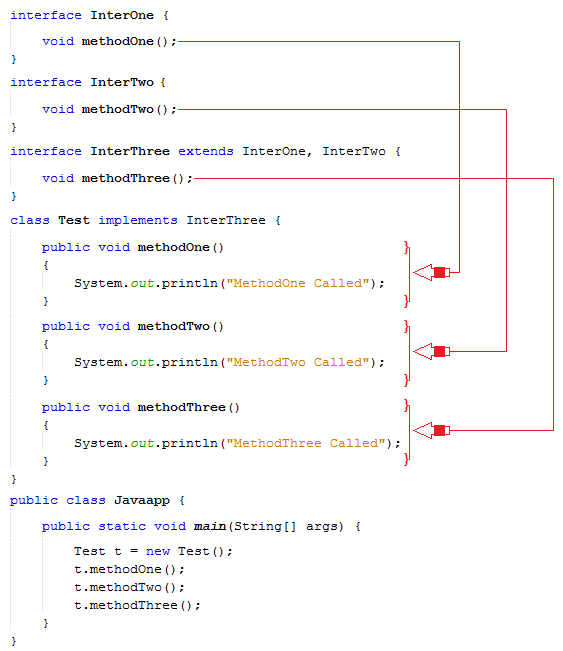 interface InterOne {
void methodOne();
}
interface InterTwo {
void methodTwo();
}
interface InterThree extends InterOne, InterTwo {
void methodThree();
}
class Test implements InterThree {
public void methodOne()
{
System.out.println("MethodOne Called");
}
public void methodTwo()
{
System.out.println("MethodTwo Called");
}
public void methodThree()
{
System.out.println("MethodThree Called");
}
}
public class Javaapp {
public static void main(String[] args) {
Test t = new Test();
t.methodOne();
t.methodTwo();
t.methodThree();
}
}